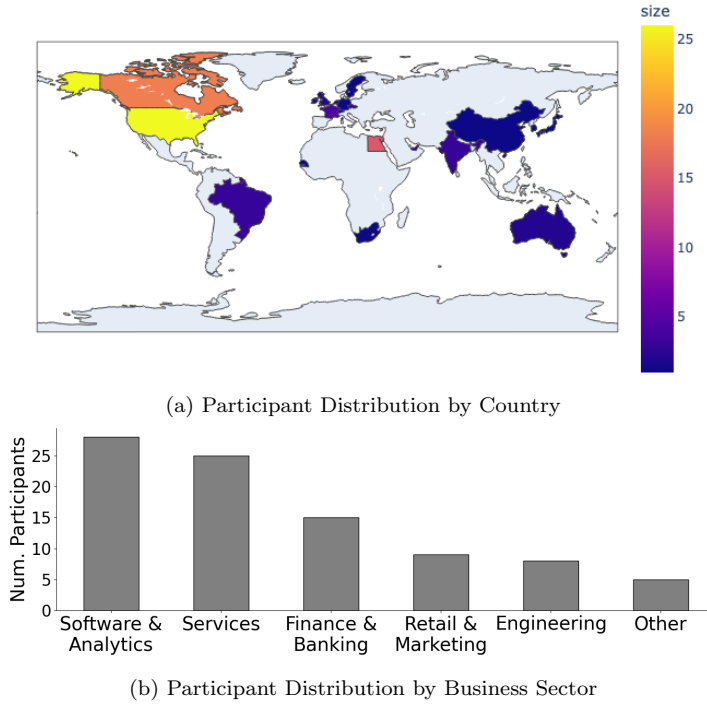 size
25
20
15
10
5
(a) Participant Distribution by Country
Num. Participants
25
20
15
10
5
0
Software & Analytics
Services
Finance & Banking
Retail & Marketing
Engineering
Other
(b) Participant Distribution by Business Sector